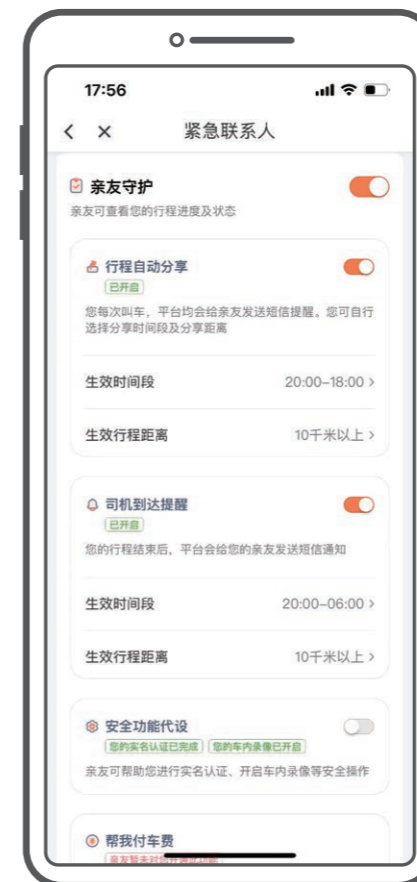 17:56
紧急联系人
亲友守护
亲友可查看您的行程进度及状态
行程自动分享
已开启
您每次叫车，平台均会给亲友发送短信提醒。您可自行
选择分享时间段及分享距离
生效时间段 20:00-18:00 >
生效行程距离 10千米以上 >
司机到达提醒
已开启
您的行程结束后，平台会给您的亲友发送短信通知
生效时间段 20:00-06:00 >
生效行程距离 10千米以上 >
安全功能代设
您的实名认证已完成 您的车内录像已开启
亲友可帮助您进行实名认证、开启车内录像等安全操作
帮我付车费